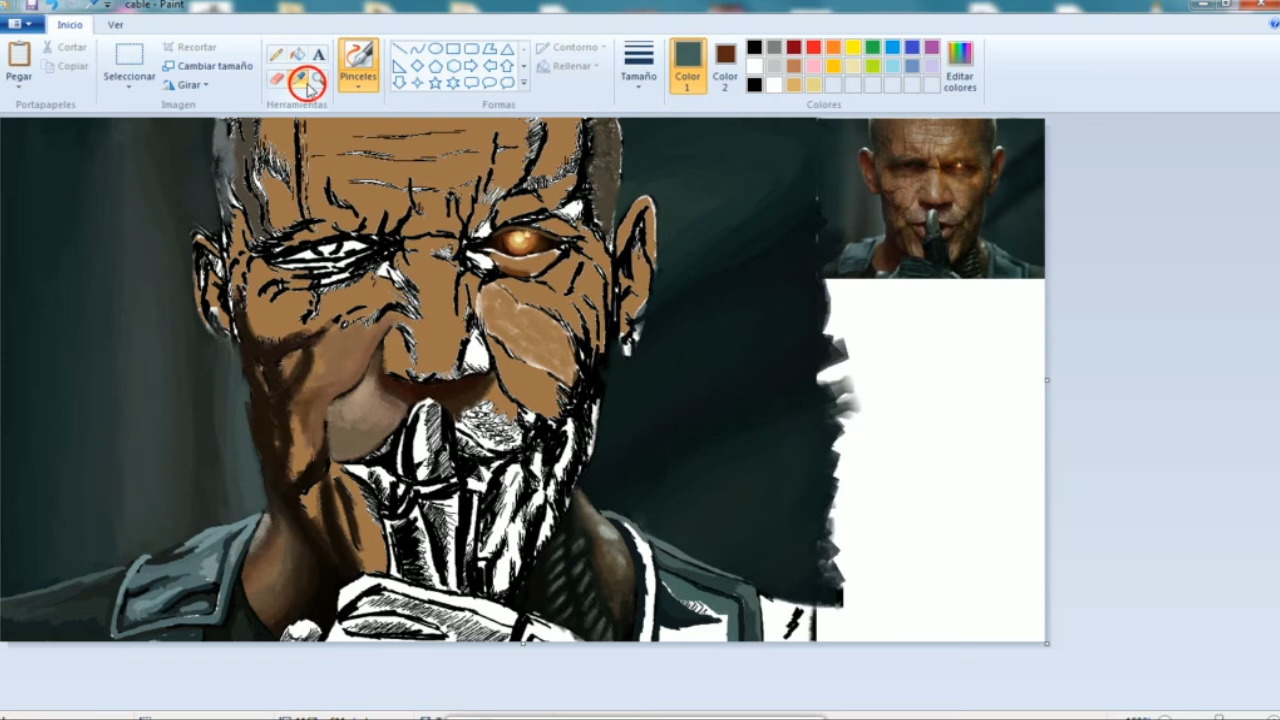 cable - Paint
Inicio Ver
Pegar
Cortar
Copiar
Portapapeles
Seleccionar
Recortar
Cambiar tamaño
Girar
Imagen
A
Herramientas
Pinceles
Contorno
Rellenar
Formas
Tamaño
Color
1
Color
2
Editar
colores
Colores